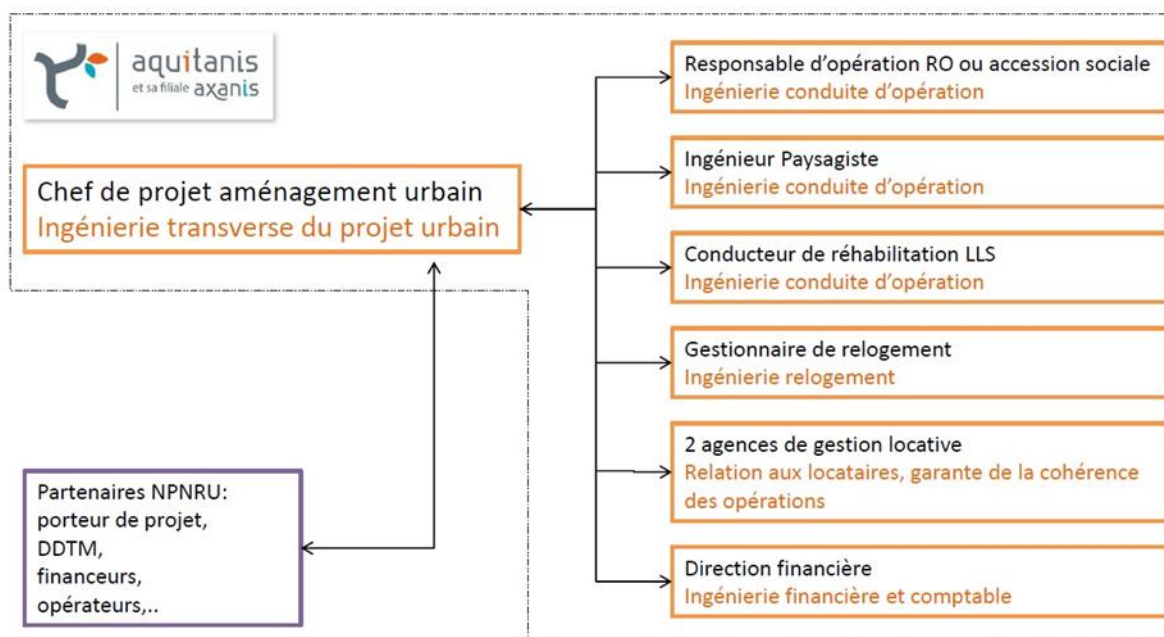 aquitanis
et sa filiale axanis
Chef de projet aménagement urbain
Ingénierie transverse du projet urbain
Partenaires NPNRU:
porteur de projet,
DDTM,
financeurs,
opérateurs,..
Responsable d'opération RO ou accession sociale
Ingénierie conduite d'opération
Ingénieur Paysagiste
Ingénierie conduite d'opération
Conducteur de réhabilitation LLS
Ingénierie conduite d'opération
Gestionnaire de relogement
Ingénierie relogement
2 agences de gestion locative
Relation aux locataires, garante de la cohérence
des opérations
Direction financière
Ingénierie financière et comptable